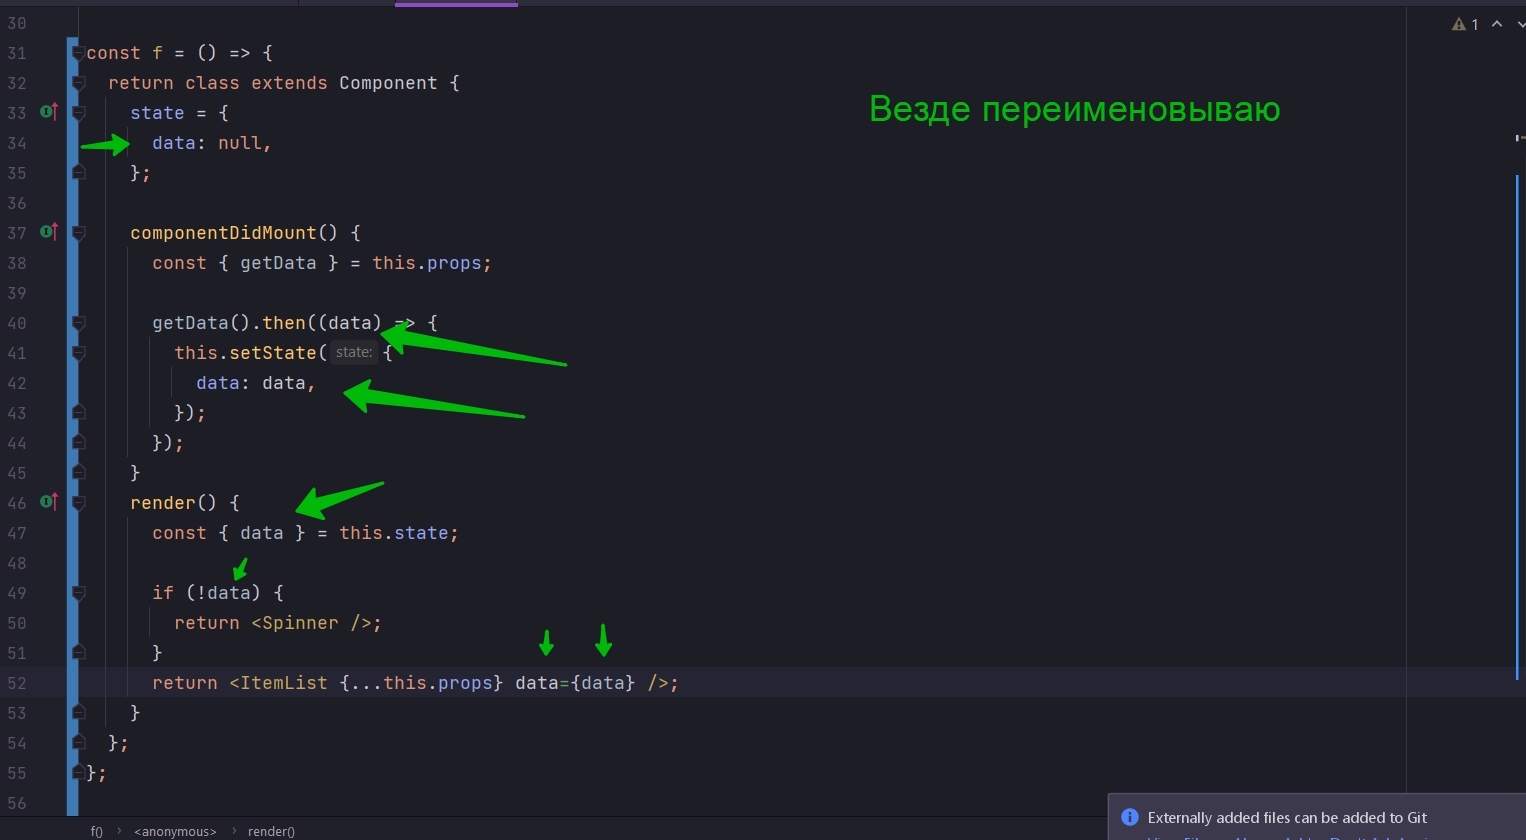 30
31 const f = () => {
32 return class extends Component {
33 state = {
34 data: null,
35 };
36
37 componentDidMount() {
38 const { getData } = this.props;
39
40 getData().then((data) => {
41 this.setState( state: {
42 data: data,
43 });
44 });
45 }
46 render() {
47 const { data } = this.state;
48
49 if (!data) {
50 return <Spinner />;
51 }
52 return <ItemList {...this.props} data={data} />;
53 }
54 };
55 };
56
Везде переименовываю
1
f() > <anonymous> > render()
Externally added files can be added to Git